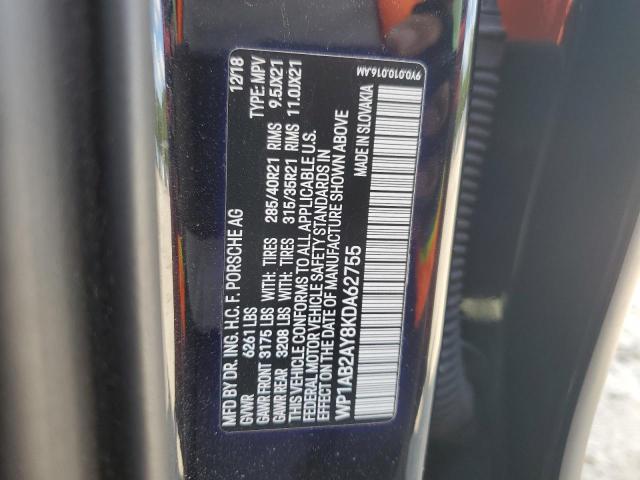 MFD BY DR. ING. H.C. F. PORSCHE AG 12/18
GVWR 6261 LBS TYPE: MPV
GAWR FRONT 3175 LBS WITH: TIRES 285/40R21 RIMS 9.5JX21
GAWR REAR 3208 LBS WITH: TIRES 315/35R21 RIMS 11.0JX21
THIS VEHICLE CONFORMS TO ALL APPLICABLE U.S.
FEDERAL MOTOR VEHICLE SAFETY STANDARDS IN
EFFECT ON THE DATE OF MANUFACTURE SHOWN ABOVE
WP1AB2AY8KDA62755 MADE IN SLOVAKIA
9Y0.010.016.AM